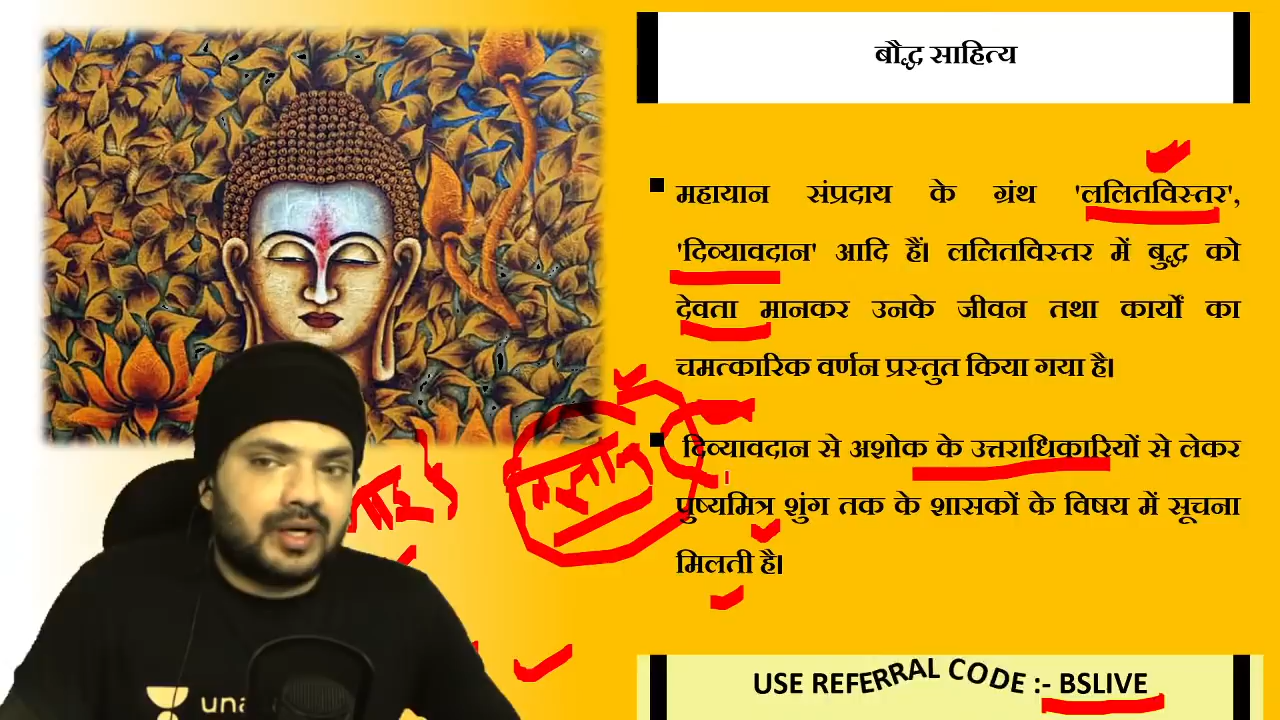 बौद्ध साहित्य
महायान संप्रदाय के ग्रंथ 'ललितविस्तर',
'दिव्यावदान' आदि हैं। ललितविस्तर में बुद्ध को
देवता मानकर उनके जीवन तथा कार्यों का
चमत्कारिक वर्णन प्रस्तुत किया गया है।
दिव्यावदान से अशोक के उत्तराधिकारियों से लेकर
पुष्यमित्र शुंग तक के शासकों के विषय में सूचना
मिलती है।
USE REFERRAL CODE :- BSLIVE
una